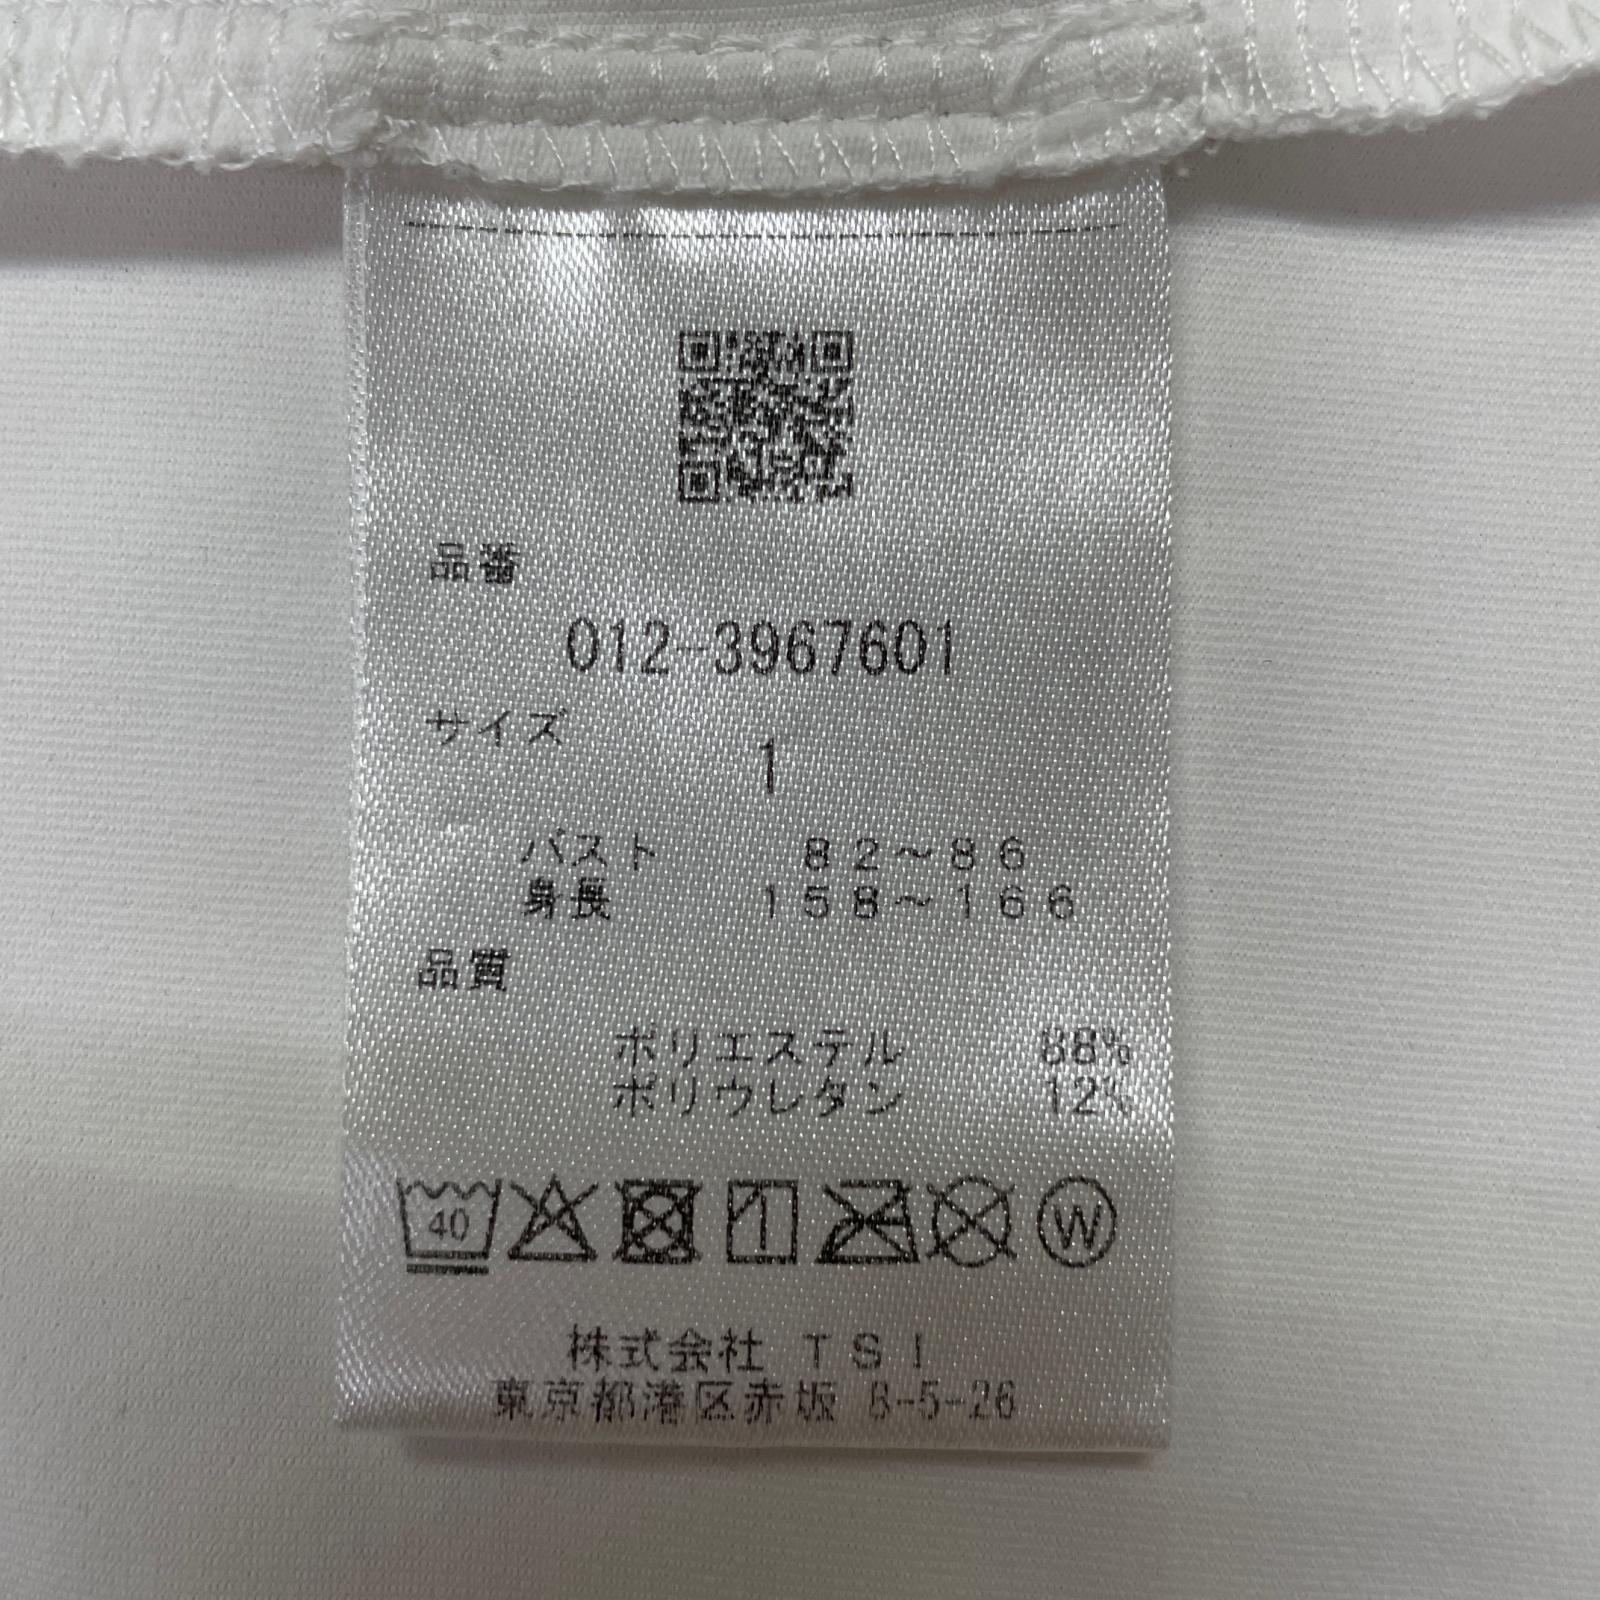 品番
012-3967601
サイズ
1
バスト 82～86
身長 158～166
品質
ポリエステル 88%
ポリウレタン 12%
40
W
株式会社 TSI
東京都港区赤坂 8-5-26